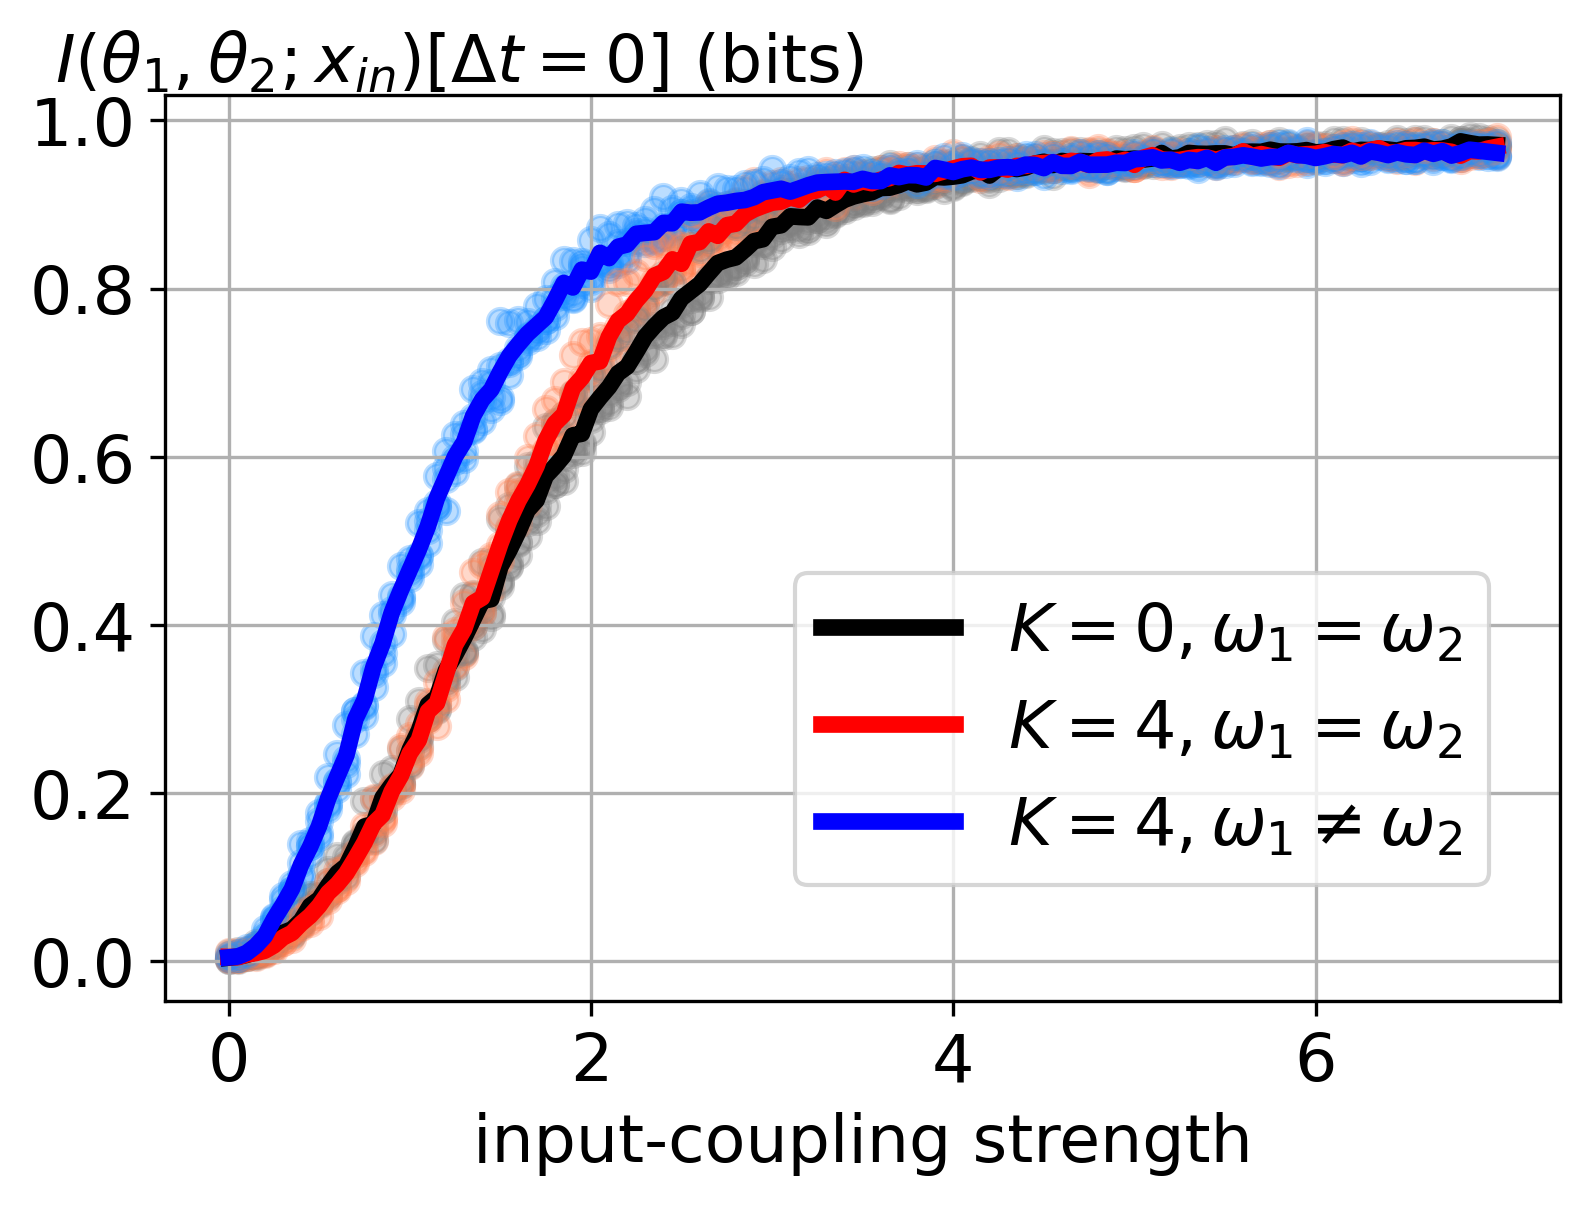 I(θ₁, θ₂; xᵢₙ)[Δt = 0] (bits)
1.0
0.8
0.6
0.4
0.2
0.0
K = 0, ω₁ = ω₂
K = 4, ω₁ = ω₂
K = 4, ω₁ ≠ ω₂
0 2 4 6
input-coupling strength